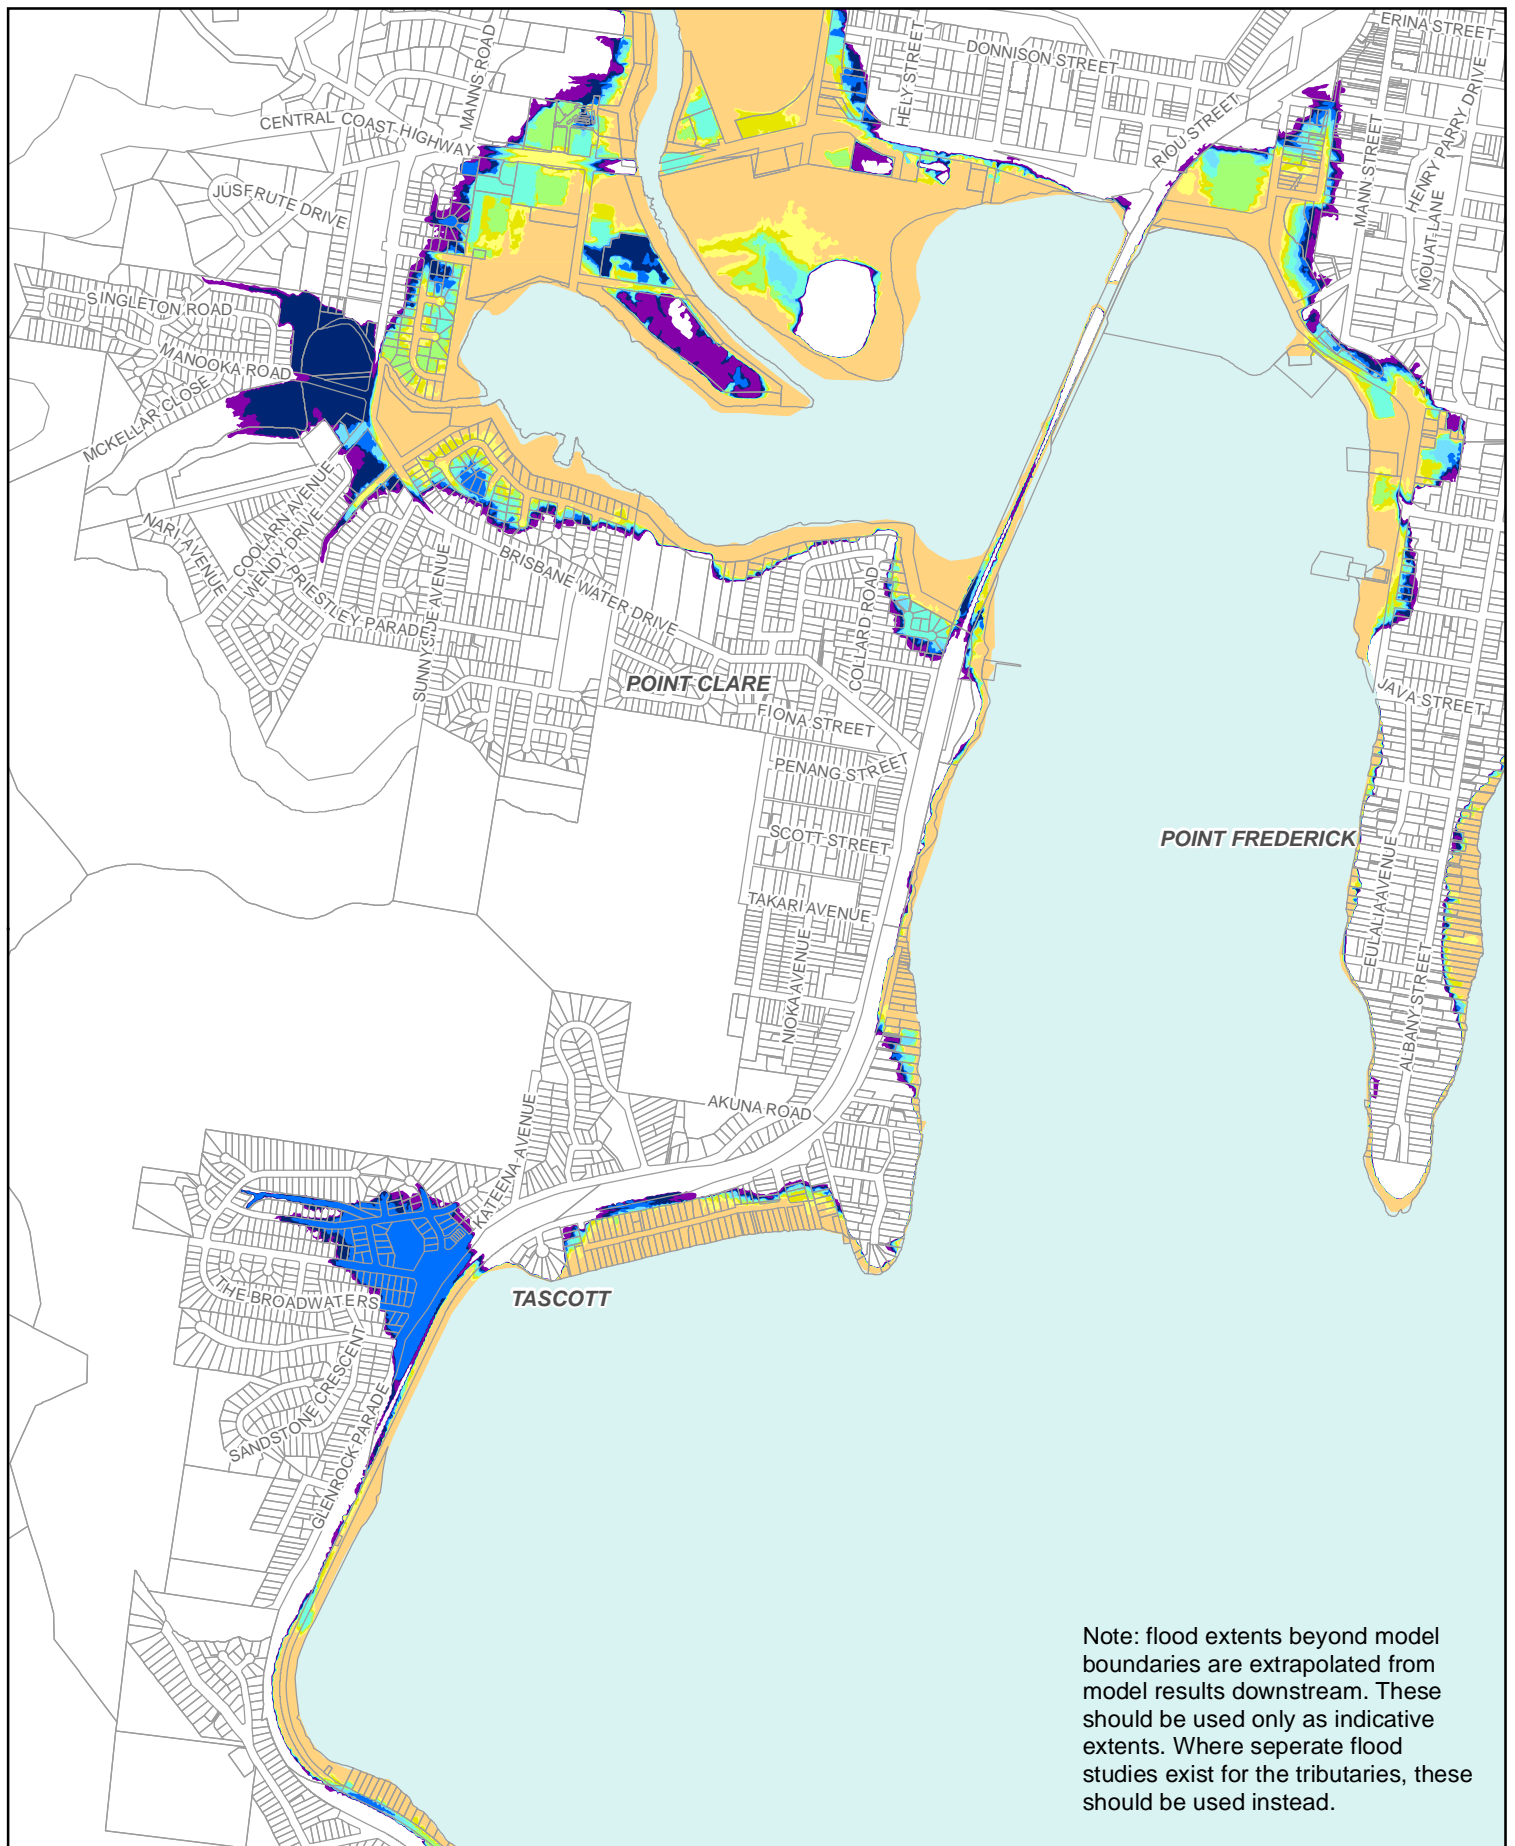 ERINA STREET
DONNISON STREET
HELY STREET
MANNS ROAD
CENTRAL COAST HIGHWAY
RIOU STREET
MANN STREET
HENRY PARRY DRIVE
MOUAT LANE
JUSFRUTE DRIVE
SINGLETON ROAD
MANOOKA ROAD
MCKELLAR CLOSE
NARI AVENUE
COOLARN AVENUE
WENDY DRIVE
PRIESTLEY PARADE
SUNNYSIDE AVENUE
BRISBANE WATER DRIVE
COLLARD ROAD
POINT CLARE
FIONA STREET
JAVA STREET
PENANG STREET
SCOTT STREET
POINT FREDERICK
EULALIA AVENUE
TAKARI AVENUE
NIOKA AVENUE
ALBANY STREET
AKUNA ROAD
KATEENA AVENUE
THE BROADWATERS
TASCOTT
SANDSTONE CRESCENT
GLENROCK PARADE
Note: flood extents beyond model
boundaries are extrapolated from
model results downstream. These
should be used only as indicative
extents. Where seperate flood
studies exist for the tributaries, these
should be used instead.